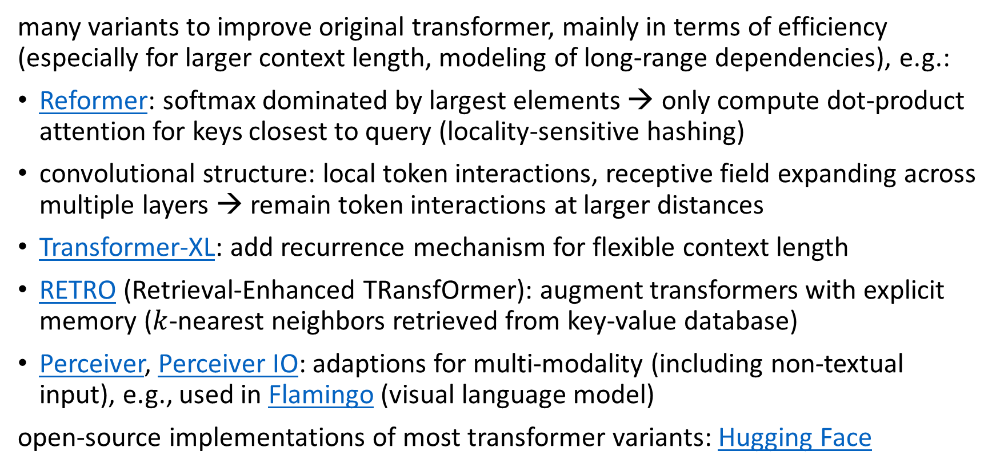 many variants to improve original transformer, mainly in terms of efficiency
(especially for larger context length, modeling of long-range dependencies), e.g.:
• Reformer: softmax dominated by largest elements → only compute dot-product
attention for keys closest to query (locality-sensitive hashing)
• convolutional structure: local token interactions, receptive field expanding across
multiple layers → remain token interactions at larger distances
• Transformer-XL: add recurrence mechanism for flexible context length
• RETRO (Retrieval-Enhanced TRansfOrmer): augment transformers with explicit
memory (k-nearest neighbors retrieved from key-value database)
• Perceiver, Perceiver IO: adaptions for multi-modality (including non-textual
input), e.g., used in Flamingo (visual language model)
open-source implementations of most transformer variants: Hugging Face